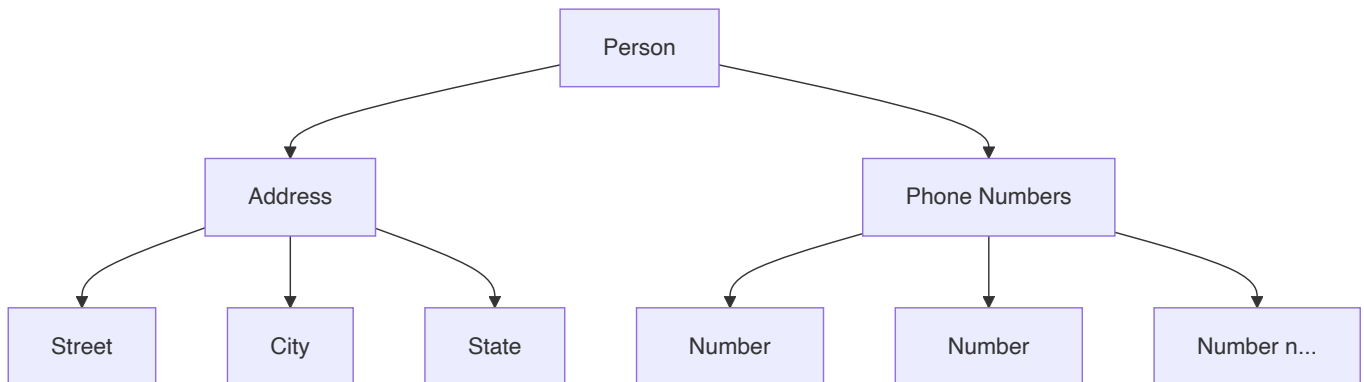 Person
Address
Phone Numbers
Street
City
State
Number
Number
Number n...